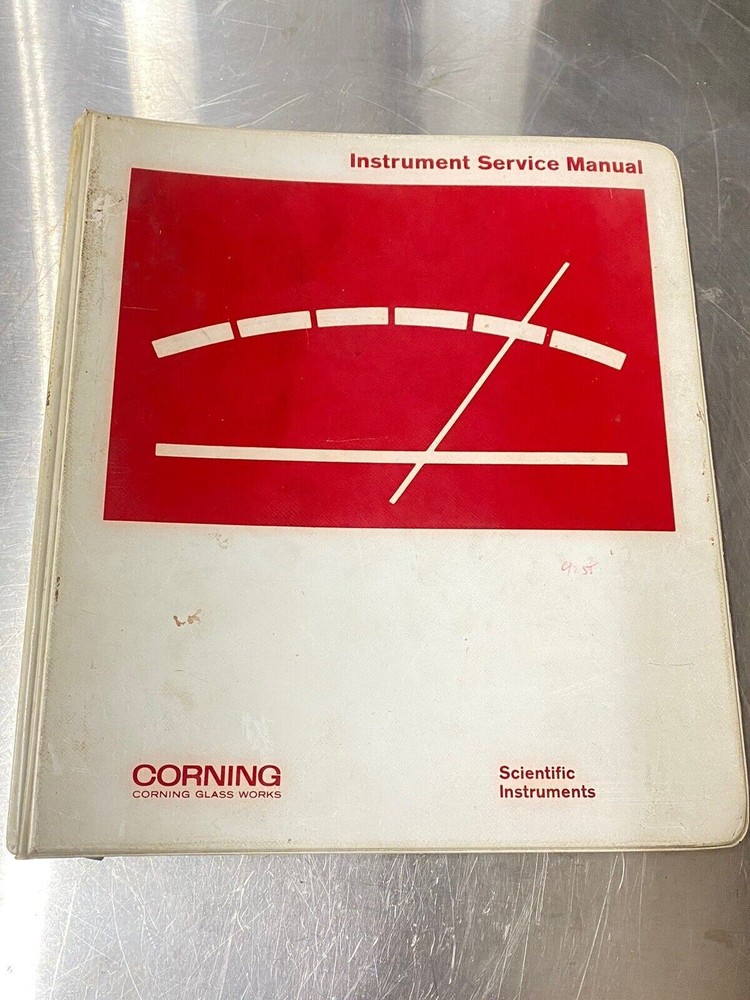 Instrument Service Manual
CORNING
CORNING GLASS WORKS
Scientific
Instruments